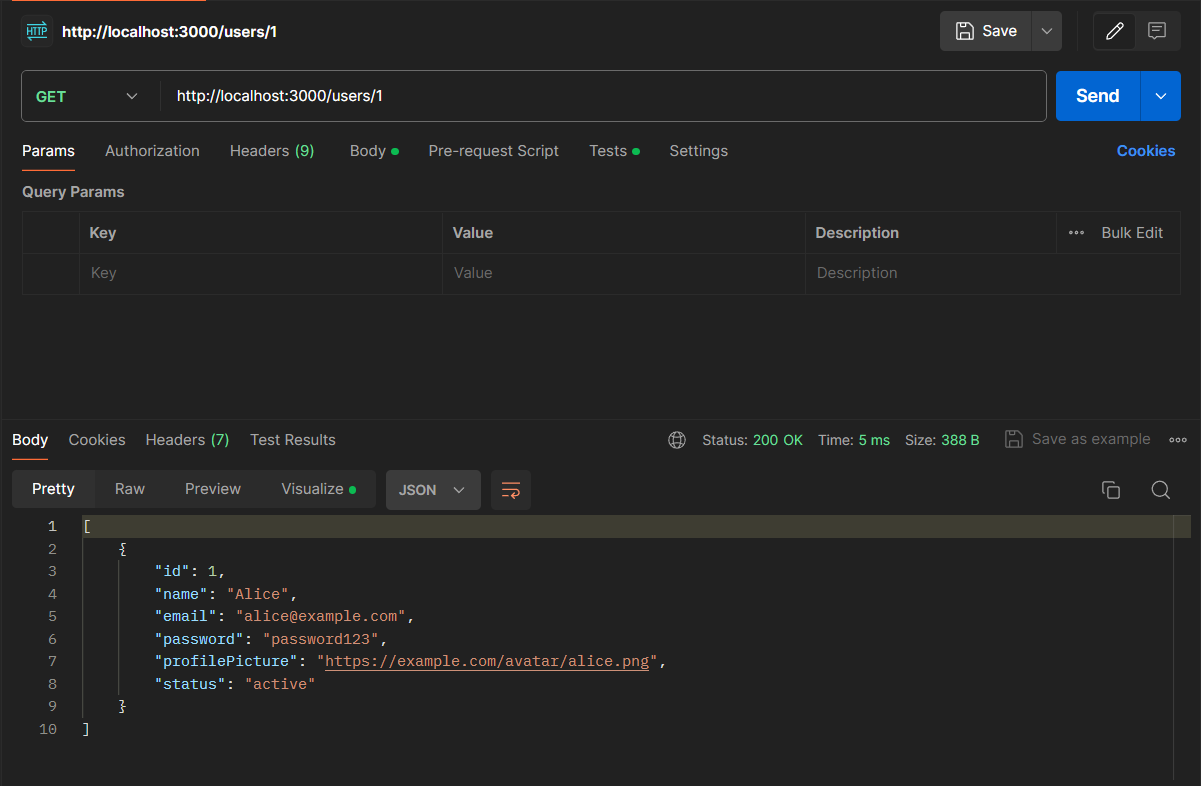 HTTP http://localhost:3000/users/1 Save
GET http://localhost:3000/users/1 Send
Params Authorization Headers (9) Body Pre-request Script Tests Settings Cookies
Query Params
Key Value Description Bulk Edit
Key Value Description
Body Cookies Headers (7) Test Results Status: 200 OK Time: 5 ms Size: 388 B Save as example
Pretty Raw Preview Visualize JSON
1 [
2 {
3 "id": 1,
4 "name": "Alice",
5 "email": "alice@example.com",
6 "password": "password123",
7 "profilePicture": "https://example.com/avatar/alice.png",
8 "status": "active"
9 }
10 ]